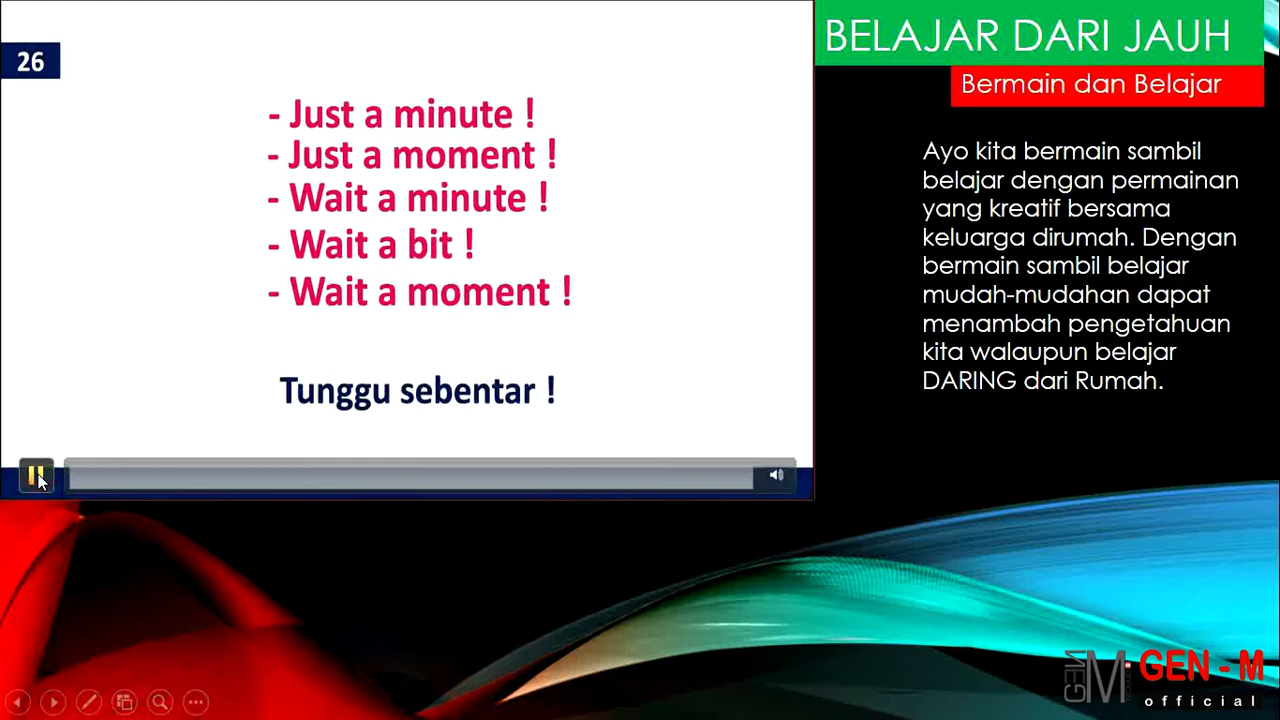 26
- Just a minute !
- Just a moment !
- Wait a minute !
- Wait a bit !
- Wait a moment !
Tunggu sebentar !
BELAJAR DARI JAUH
Bermain dan Belajar
Ayo kita bermain sambil
belajar dengan permainan
yang kreatif bersama
keluarga dirumah. Dengan
bermain sambil belajar
mudah-mudahan dapat
menambah pengetahuan
kita walaupun belajar
DARING dari Rumah.
GEN M
GEN - M
official